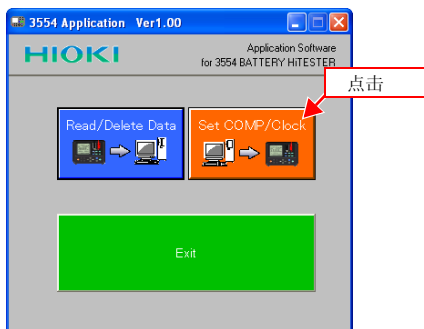 3554 Application Ver1.00
HIOKI
Application Software
for 3554 BATTERY HiTESTER
点击
Read/Delete Data
Set COMP/Clock
Exit